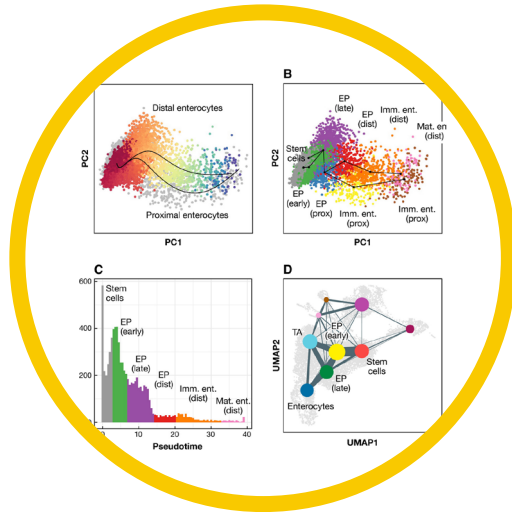 Distal enterocytes
Proximal enterocytes
PC2
PC1
B
EP
(late)
EP
(dist)
Imm. ent.
(dist)
Mat. en
(dist)
Stem
cells
EP
(early)
EP
(prox)
Imm. ent.
(prox)
Imm. ent.
(prox)
PC2
PC1
C
600
400
200
0
Stem
cells
EP
(early)
EP
(late)
EP
(dist)
Imm. ent.
(dist)
Mat. ent.
(dist)
0 10 20 30 40
Pseudotime
D
TA
EP
(early)
Stem
cells
EP
(late)
Enterocytes
UMAP2
UMAP1